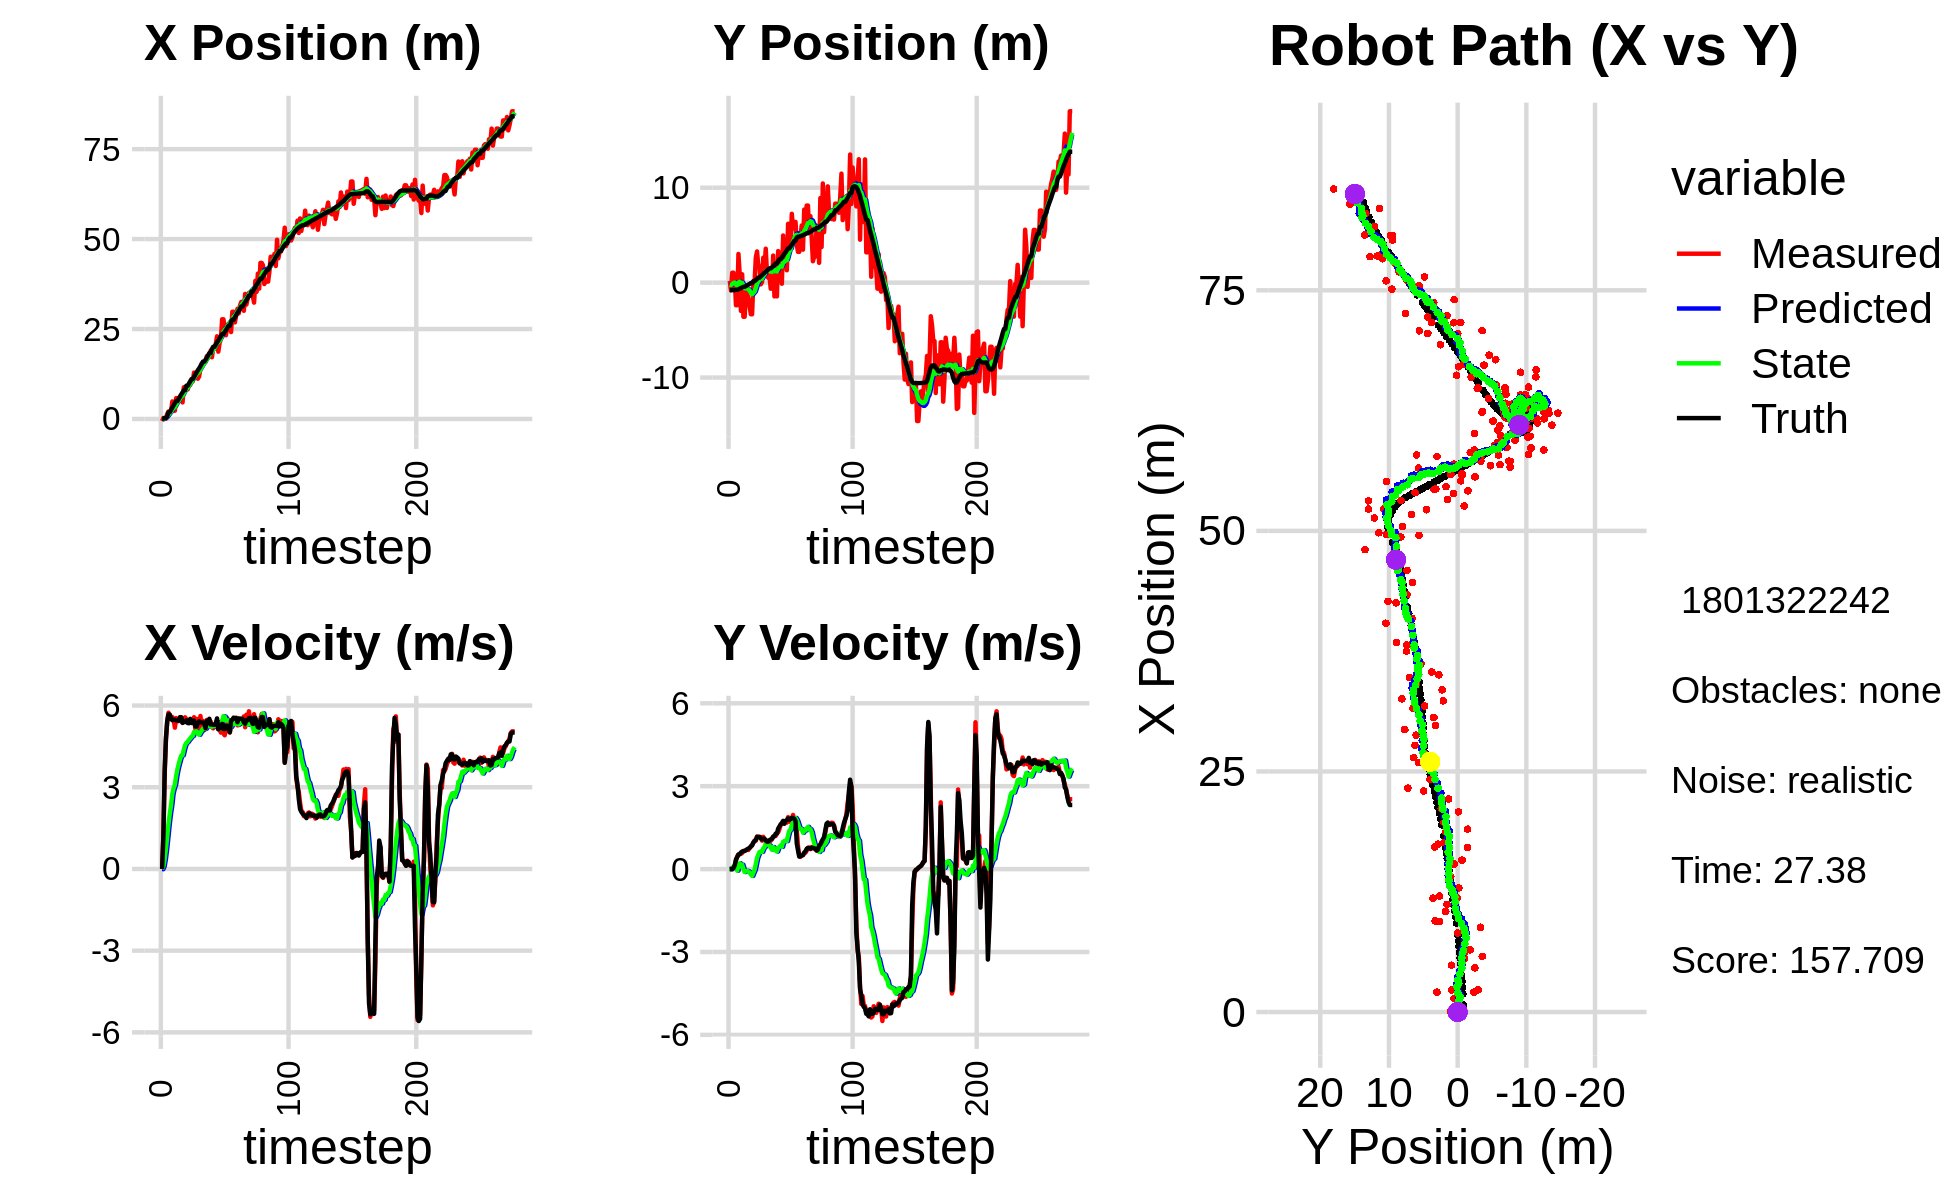 X Position (m)
75
50
25
0
0
100
200
timestep
Y Position (m)
10
0
-10
0
100
200
timestep
X Velocity (m/s)
6
3
0
-3
-6
0
100
200
timestep
Y Velocity (m/s)
6
3
0
-3
-6
0
100
200
timestep
Robot Path (X vs Y)
X Position (m)
75
50
25
0
20 10 0 -10 -20
Y Position (m)
variable
Measured
Predicted
State
Truth
1801322242
Obstacles: none
Noise: realistic
Time: 27.38
Score: 157.709